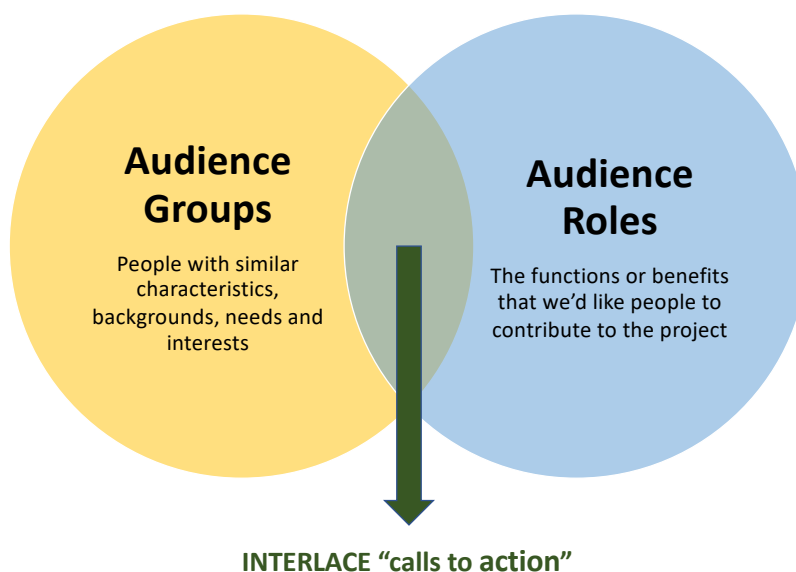 Audience
Groups
People with similar
characteristics,
backgrounds, needs and
interests
Audience
Roles
The functions or benefits
that we’d like people to
contribute to the project
INTERLACE “calls to action”